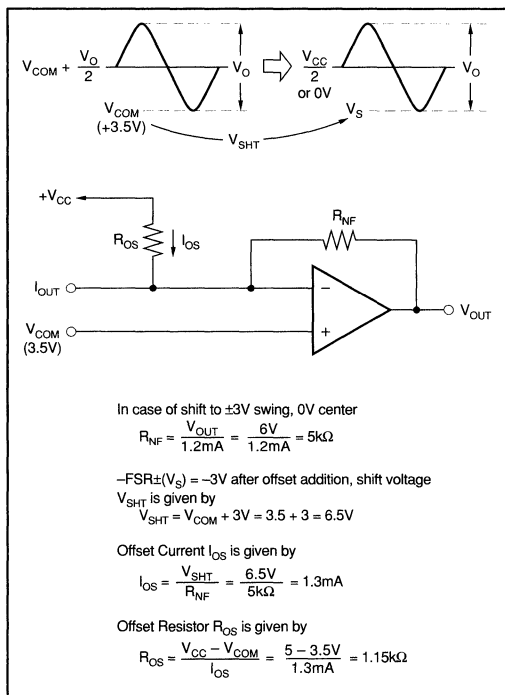 V_COM + V_O/2
V_O
V_CC/2 or 0V
V_O
V_COM (+3.5V)
V_SHT
V_S
+V_CC
R_OS
I_OS
R_NF
I_OUT
−
+
V_OUT
V_COM (3.5V)
In case of shift to ±3V swing, 0V center
R_NF = V_OUT/1.2mA = 6V/1.2mA = 5kΩ
–FSR±(V_S) = –3V after offset addition, shift voltage
V_SHT is given by
V_SHT = V_COM + 3V = 3.5 + 3 = 6.5V
Offset Current I_OS is given by
I_OS = V_SHT/R_NF = 6.5V/5kΩ = 1.3mA
Offset Resistor R_OS is given by
R_OS = V_CC – V_COM/I_OS = 5 – 3.5V/1.3mA = 1.15kΩ